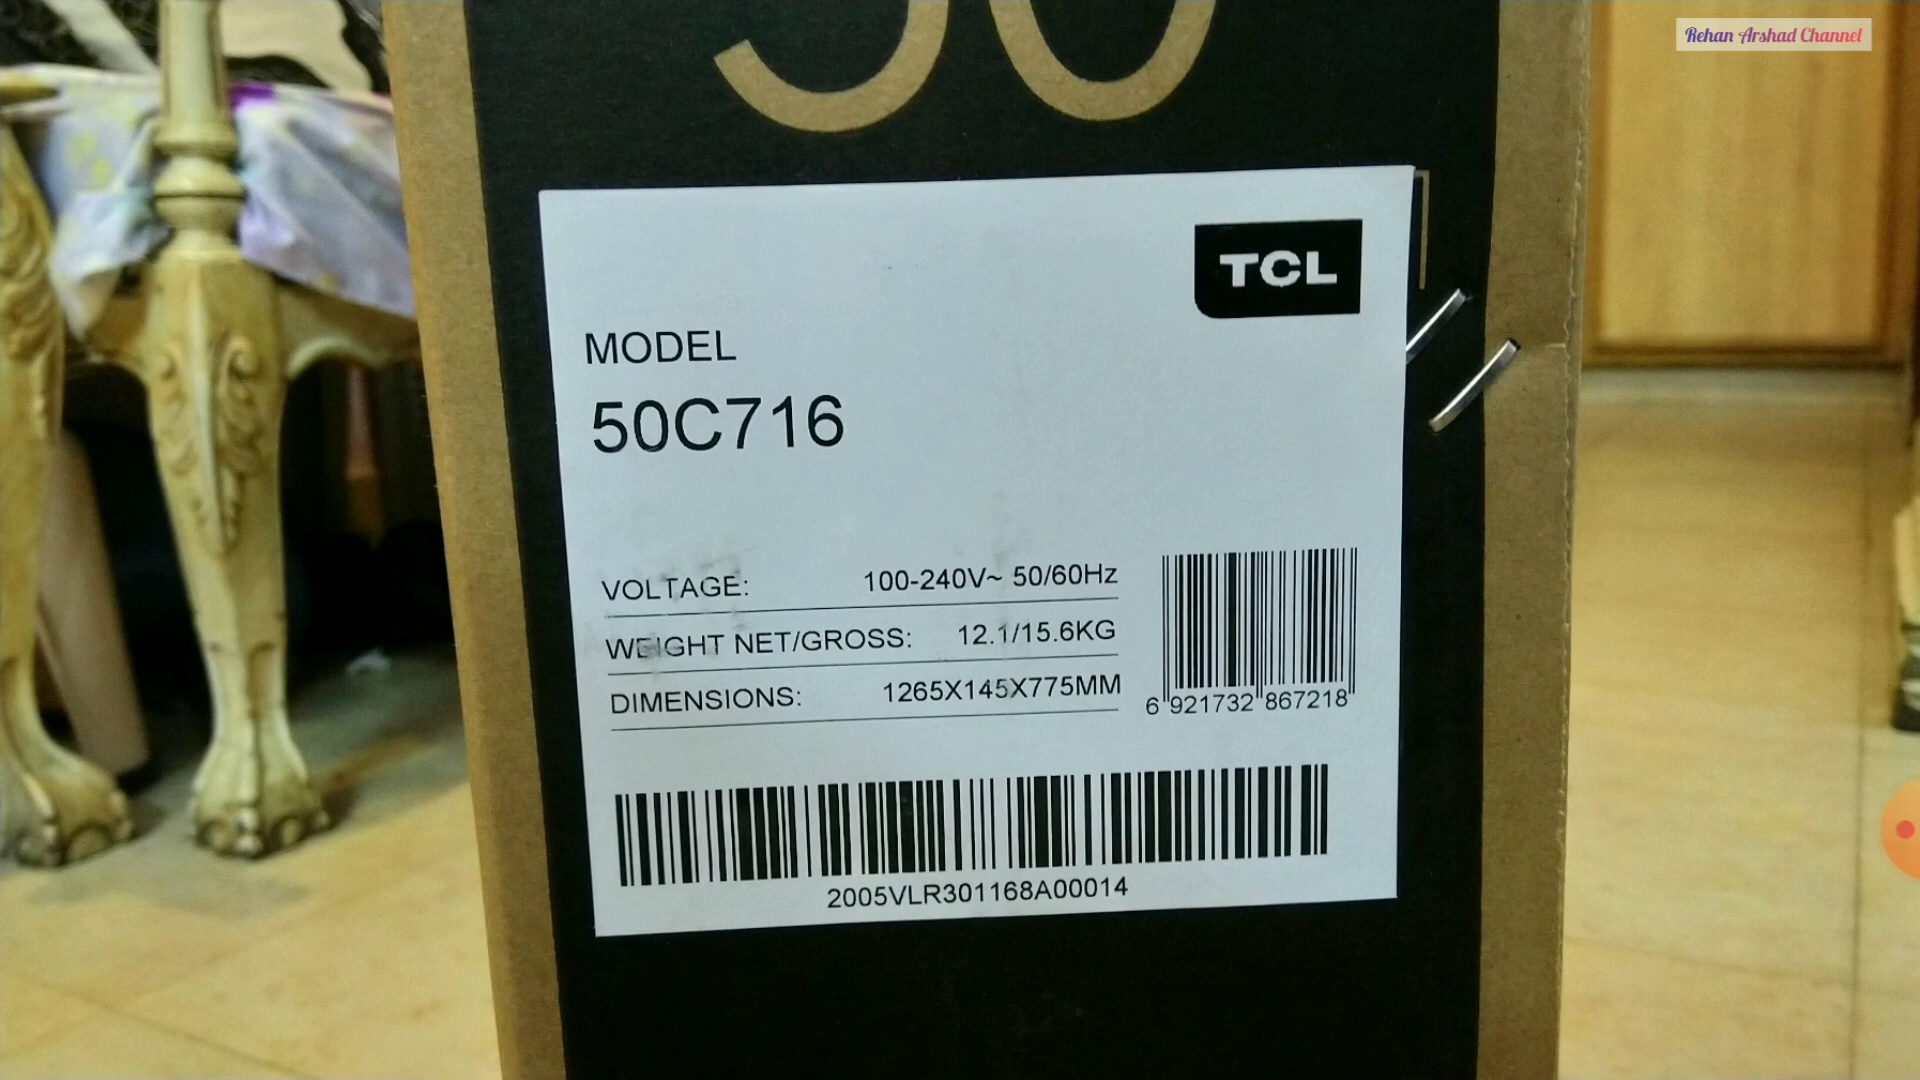 Rehan Arshad Channel
50
TCL
MODEL
50C716
VOLTAGE: 100-240V~ 50/60Hz
WEIGHT NET/GROSS: 12.1/15.6KG
DIMENSIONS: 1265X145X775MM
6 921732 867218
2005VLR301168A00014